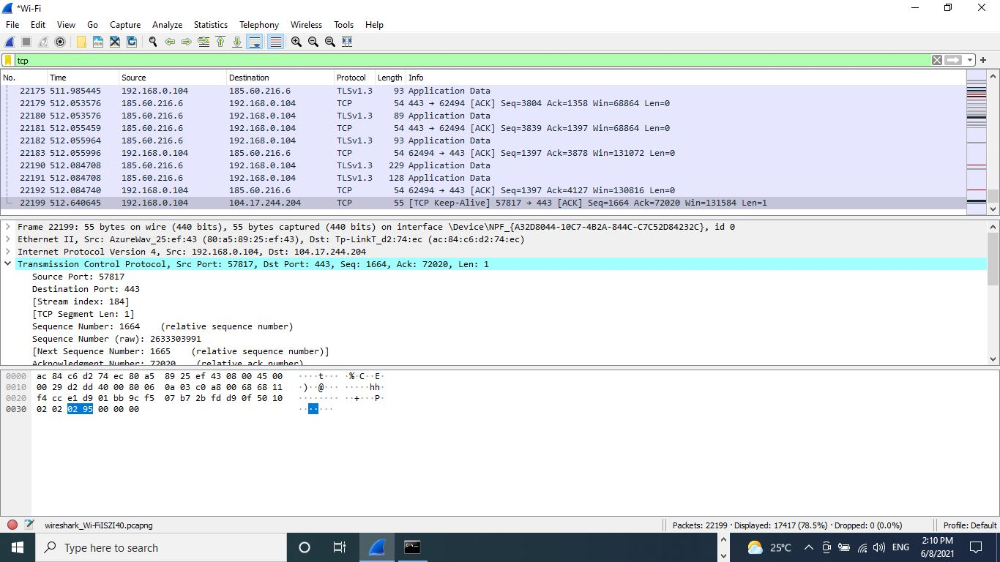 *Wi-Fi
File Edit View Go Capture Analyze Statistics Telephony Wireless Tools Help
tcp
No. Time Source Destination Protocol Length Info
22175 511.985445 192.168.0.104 185.60.216.6 TLSv1.3 93 Application Data
22179 512.053576 185.60.216.6 192.168.0.104 TCP 54 443 → 62494 [ACK] Seq=3804 Ack=1358 Win=68864 Len=0
22180 512.053576 185.60.216.6 192.168.0.104 TLSv1.3 89 Application Data
22181 512.055459 185.60.216.6 192.168.0.104 TCP 54 443 → 62494 [ACK] Seq=3839 Ack=1397 Win=68864 Len=0
22182 512.055964 185.60.216.6 192.168.0.104 TLSv1.3 93 Application Data
22183 512.055996 192.168.0.104 185.60.216.6 TCP 54 62494 → 443 [ACK] Seq=1397 Ack=3878 Win=131072 Len=0
22190 512.084708 185.60.216.6 192.168.0.104 TLSv1.3 229 Application Data
22191 512.084708 185.60.216.6 192.168.0.104 TLSv1.3 128 Application Data
22192 512.084740 192.168.0.104 185.60.216.6 TCP 54 62494 → 443 [ACK] Seq=1397 Ack=4127 Win=130816 Len=0
22199 512.640645 192.168.0.104 104.17.244.204 TCP 55 [TCP Keep-Alive] 57817 → 443 [ACK] Seq=1664 Ack=72020 Win=131584 Len=1
Frame 22199: 55 bytes on wire (440 bits), 55 bytes captured (440 bits) on interface \Device\NPF_{A32D8044-10C7-4B2A-844C-C7C52D84232C}, id 0
Ethernet II, Src: AzureWav_25:ef:43 (80:a5:89:25:ef:43), Dst: Tp-LinkT_d2:74:ec (ac:84:c6:d2:74:ec)
Internet Protocol Version 4, Src: 192.168.0.104, Dst: 104.17.244.204
Transmission Control Protocol, Src Port: 57817, Dst Port: 443, Seq: 1664, Ack: 72020, Len: 1
Source Port: 57817
Destination Port: 443
[Stream index: 184]
[TCP Segment Len: 1]
Sequence Number: 1664 (relative sequence number)
Sequence Number (raw): 2633303991
[Next Sequence Number: 1665 (relative sequence number)]
Acknowledgment Number: 72020 (relative ack number)
0000 ac 84 c6 d2 74 ec 80 a5 89 25 ef 43 08 00 45 00 ····t··· ·%·C··E·
0010 00 29 d2 dd 40 00 80 06 0a 03 c0 a8 00 68 68 11 ·)··@··· ·····hh·
0020 f4 cc e1 d9 01 bb 9c f5 07 b7 2b fd d9 0f 50 10 ········ ··+···P·
0030 02 02 02 95 00 00 00 ·······
wireshark_Wi-FiISZI40.pcapng Packets: 22199 · Displayed: 17417 (78.5%) · Dropped: 0 (0.0%) Profile: Default
Type here to search 25°C ENG 2:10 PM
6/8/2021